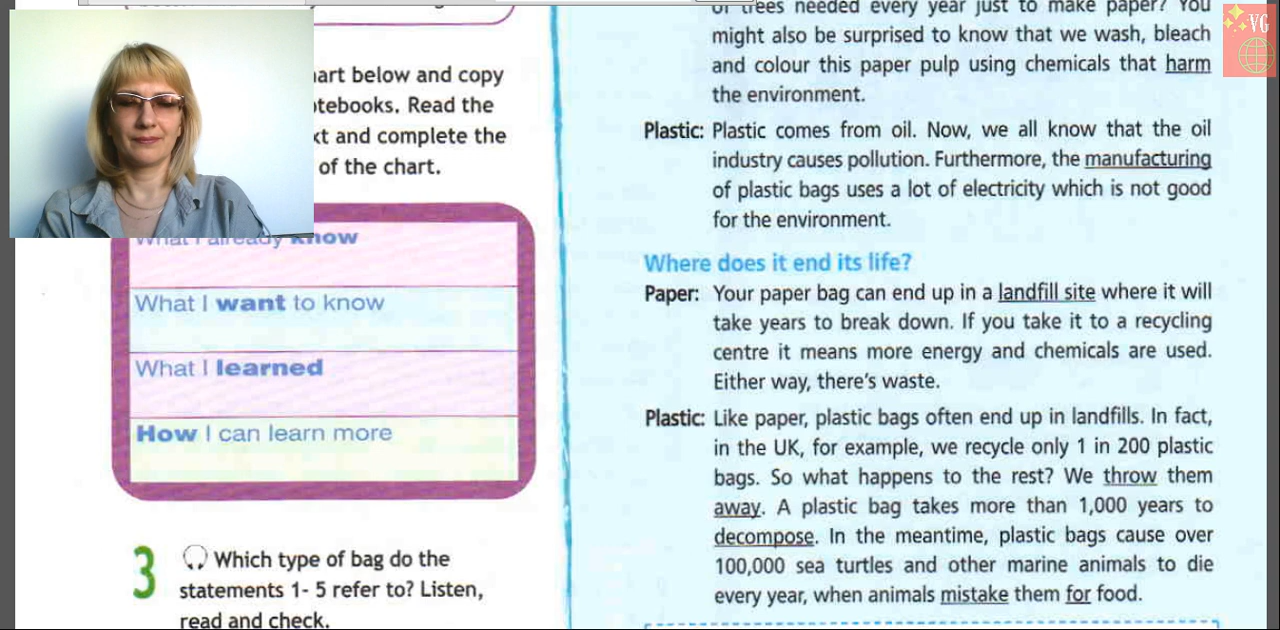 VG
art below and copy
otebooks. Read the
xt and complete the
of the chart.
What I already know
What I want to know
What I learned
How I can learn more
3
Which type of bag do the
statements 1- 5 refer to? Listen,
read and check.
of trees needed every year just to make paper? You
might also be surprised to know that we wash, bleach
and colour this paper pulp using chemicals that harm
the environment.
Plastic: Plastic comes from oil. Now, we all know that the oil
industry causes pollution. Furthermore, the manufacturing
of plastic bags uses a lot of electricity which is not good
for the environment.
Where does it end its life?
Paper: Your paper bag can end up in a landfill site where it will
take years to break down. If you take it to a recycling
centre it means more energy and chemicals are used.
Either way, there's waste.
Plastic: Like paper, plastic bags often end up in landfills. In fact,
in the UK, for example, we recycle only 1 in 200 plastic
bags. So what happens to the rest? We throw them
away. A plastic bag takes more than 1,000 years to
decompose. In the meantime, plastic bags cause over
100,000 sea turtles and other marine animals to die
every year, when animals mistake them for food.